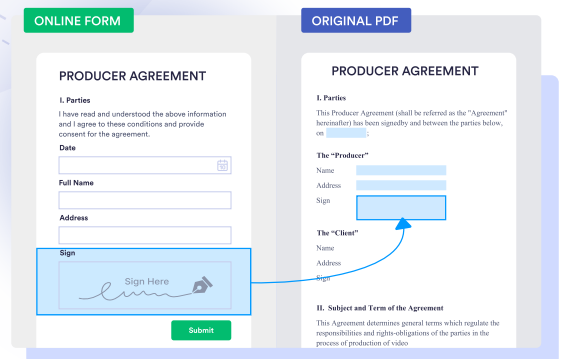 ONLINE FORM
PRODUCER AGREEMENT
I. Parties
I have read and understood the above information
and I agree to these conditions and provide
consent for the agreement.
Date
Full Name
Address
Sign
Sign Here
Submit
ORIGINAL PDF
PRODUCER AGREEMENT
I. Parties
This Producer Agreement (shall be referred as the "Agreement"
hereinafter) has been signedby and between the parties below,
on ;
The “Producer”
Name
Address
Sign
The “Client”
Name
Address
Sign
II. Subject and Term of the Agreement
This Agreement determines general terms which regulate the
responsibilities and rights-obligations of the parties in the
process of production of video